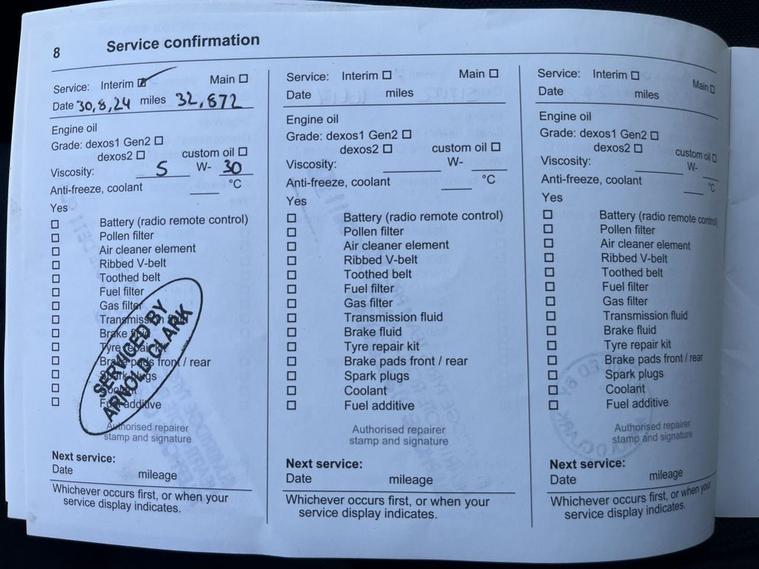 8 Service confirmation
Service: Interim ☑ Main ☐
Date 30,8,24 miles 32,872
Engine oil
Grade: dexos1 Gen2 ☐
dexos2 ☐ custom oil ☐
Viscosity: 5 W- 30
Anti-freeze, coolant °C
Yes
☐ Battery (radio remote control)
☐ Pollen filter
☐ Air cleaner element
☐ Ribbed V-belt
☐ Toothed belt
☐ Fuel filter
☐ Gas filter
☐ Transmission fluid
☐ Brake fluid
☐ Tyre repair kit
☐ Brake pads front / rear
☐ Spark plugs
☐ Coolant
☐ Fuel additive
SERVICED BY
ARNOLD CLARK
Authorised repairer
stamp and signature
Next service:
Date mileage
Whichever occurs first, or when your
service display indicates.
Service: Interim ☐ Main ☐
Date miles
Engine oil
Grade: dexos1 Gen2 ☐
dexos2 ☐ custom oil ☐
Viscosity: W-
Anti-freeze, coolant °C
Yes
☐ Battery (radio remote control)
☐ Pollen filter
☐ Air cleaner element
☐ Ribbed V-belt
☐ Toothed belt
☐ Fuel filter
☐ Gas filter
☐ Transmission fluid
☐ Brake fluid
☐ Tyre repair kit
☐ Brake pads front / rear
☐ Spark plugs
☐ Coolant
☐ Fuel additive
Authorised repairer
stamp and signature
Next service:
Date mileage
Whichever occurs first, or when your
service display indicates.
Service: Interim ☐ Main ☐
Date miles
Engine oil
Grade: dexos1 Gen2 ☐
dexos2 ☐ custom oil ☐
Viscosity: W-
Anti-freeze, coolant °C
Yes
☐ Battery (radio remote control)
☐ Pollen filter
☐ Air cleaner element
☐ Ribbed V-belt
☐ Toothed belt
☐ Fuel filter
☐ Gas filter
☐ Transmission fluid
☐ Brake fluid
☐ Tyre repair kit
☐ Brake pads front / rear
☐ Spark plugs
☐ Coolant
☐ Fuel additive
Authorised repairer
stamp and signature
Next service:
Date mileage
Whichever occurs first, or when your
service display indicates.